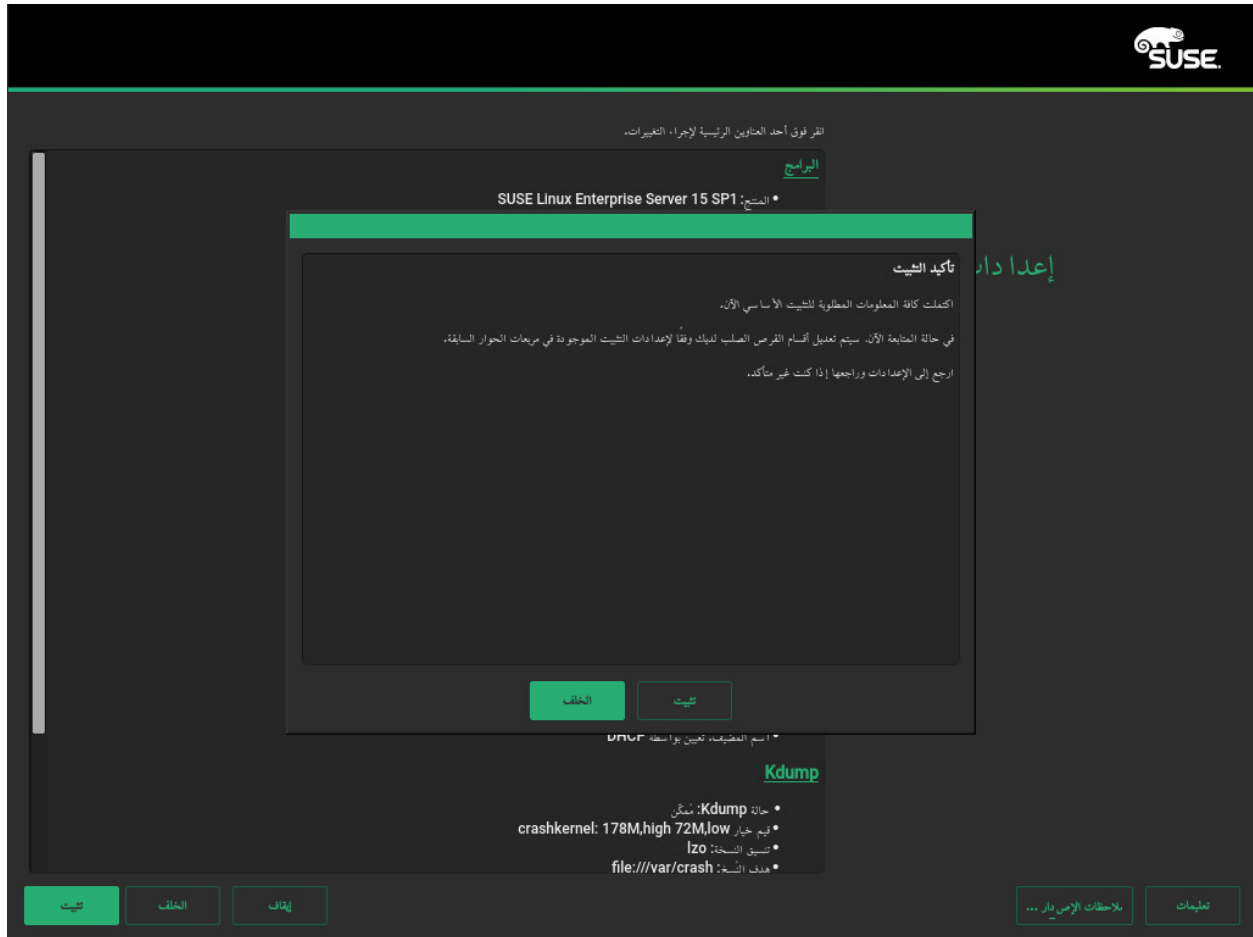 SUSE.
انقر فوق أحد العناوين الرئيسية لإجراء التغييرات.
البرامج
• المنتج: SUSE Linux Enterprise Server 15 SP1
إعدادات
تأكيد التثبيت
اكتملت كافة المعلومات المطلوبة للتثبيت الأساسي الآن.
في حالة المتابعة الآن، سيتم تعديل أقسام القرص الصلب لديك وفقًا لإعدادات التثبيت الموجودة في مربعات الحوار السابقة.
ارجع إلى الإعدادات وراجعها إذا كنت غير متأكد.
تثبيت
الخلف
• اسم المضيف: تعيين بواسطة DHCP
Kdump
• حالة Kdump: مُمكّن
• قيم خيار crashkernel: 178M,high 72M,low
• تنسيق النسخة: lzo
• هدف النُسخ: file:///var/crash
تعليمات
ملاحظات الإصدار ...
إيقاف
الخلف
تثبيت